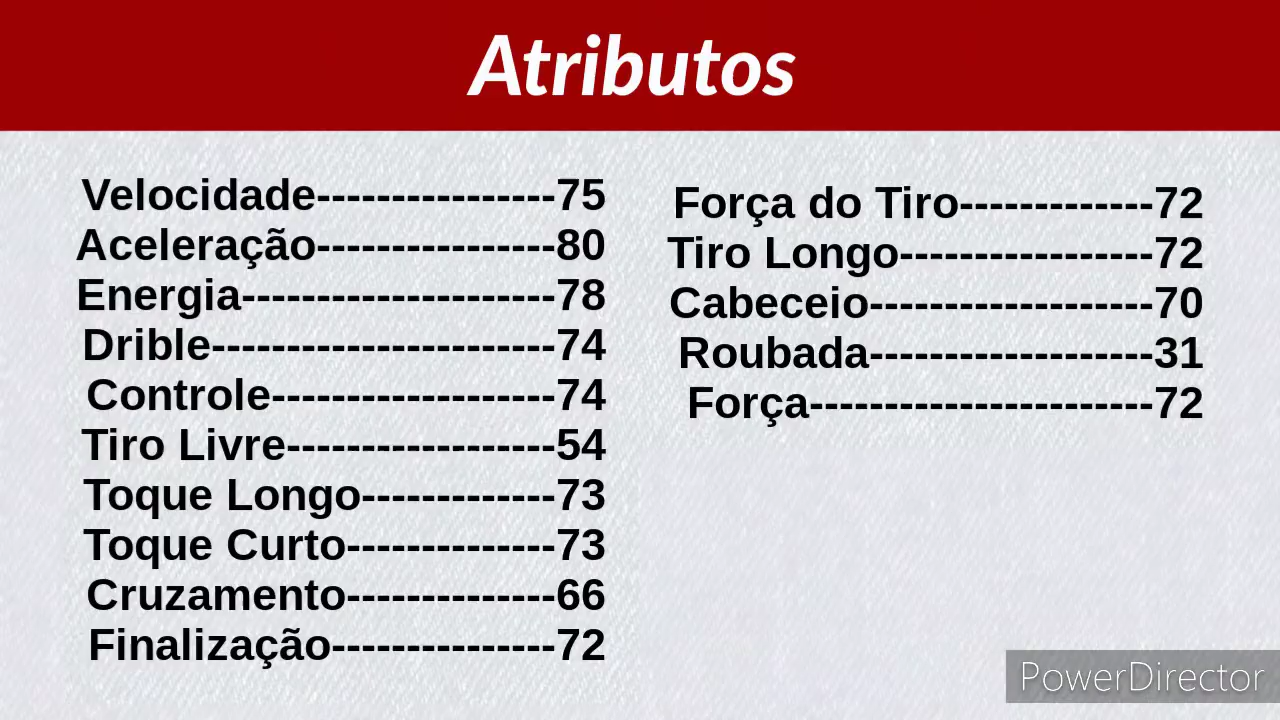 Atributos
Velocidade----------------75
Aceleração----------------80
Energia---------------------78
Drible-----------------------74
Controle-------------------74
Tiro Livre------------------54
Toque Longo-------------73
Toque Curto--------------73
Cruzamento--------------66
Finalização---------------72
Força do Tiro-------------72
Tiro Longo-----------------72
Cabeceio-------------------70
Roubada-------------------31
Força-----------------------72
PowerDirector